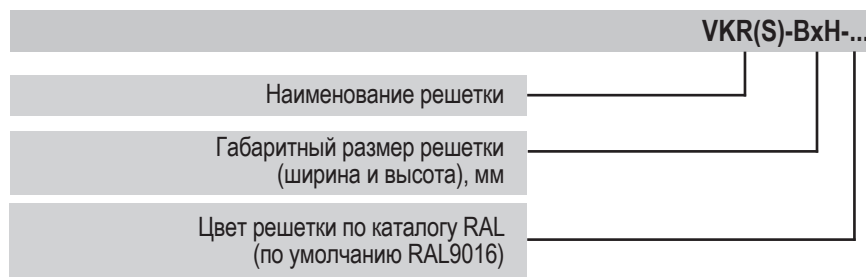 VKR(S)-BxH-...
Наименование решетки
Габаритный размер решетки
(ширина и высота), мм
Цвет решетки по каталогу RAL
(по умолчанию RAL9016)